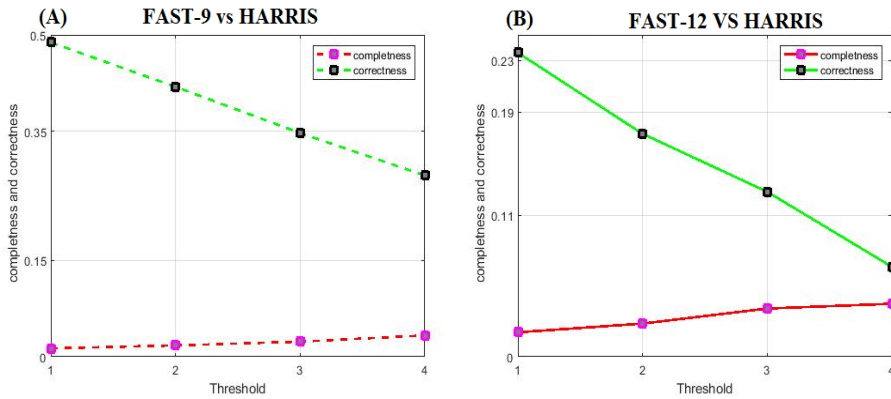 (A)
FAST-9 vs HARRIS
0.5
0.35
0.15
0
completness and correctness
completness
correctness
1 2 3 4
Threshold
(B)
FAST-12 VS HARRIS
0.23
0.19
0.11
0
completness and correctness
completness
correctness
1 2 3 4
Threshold